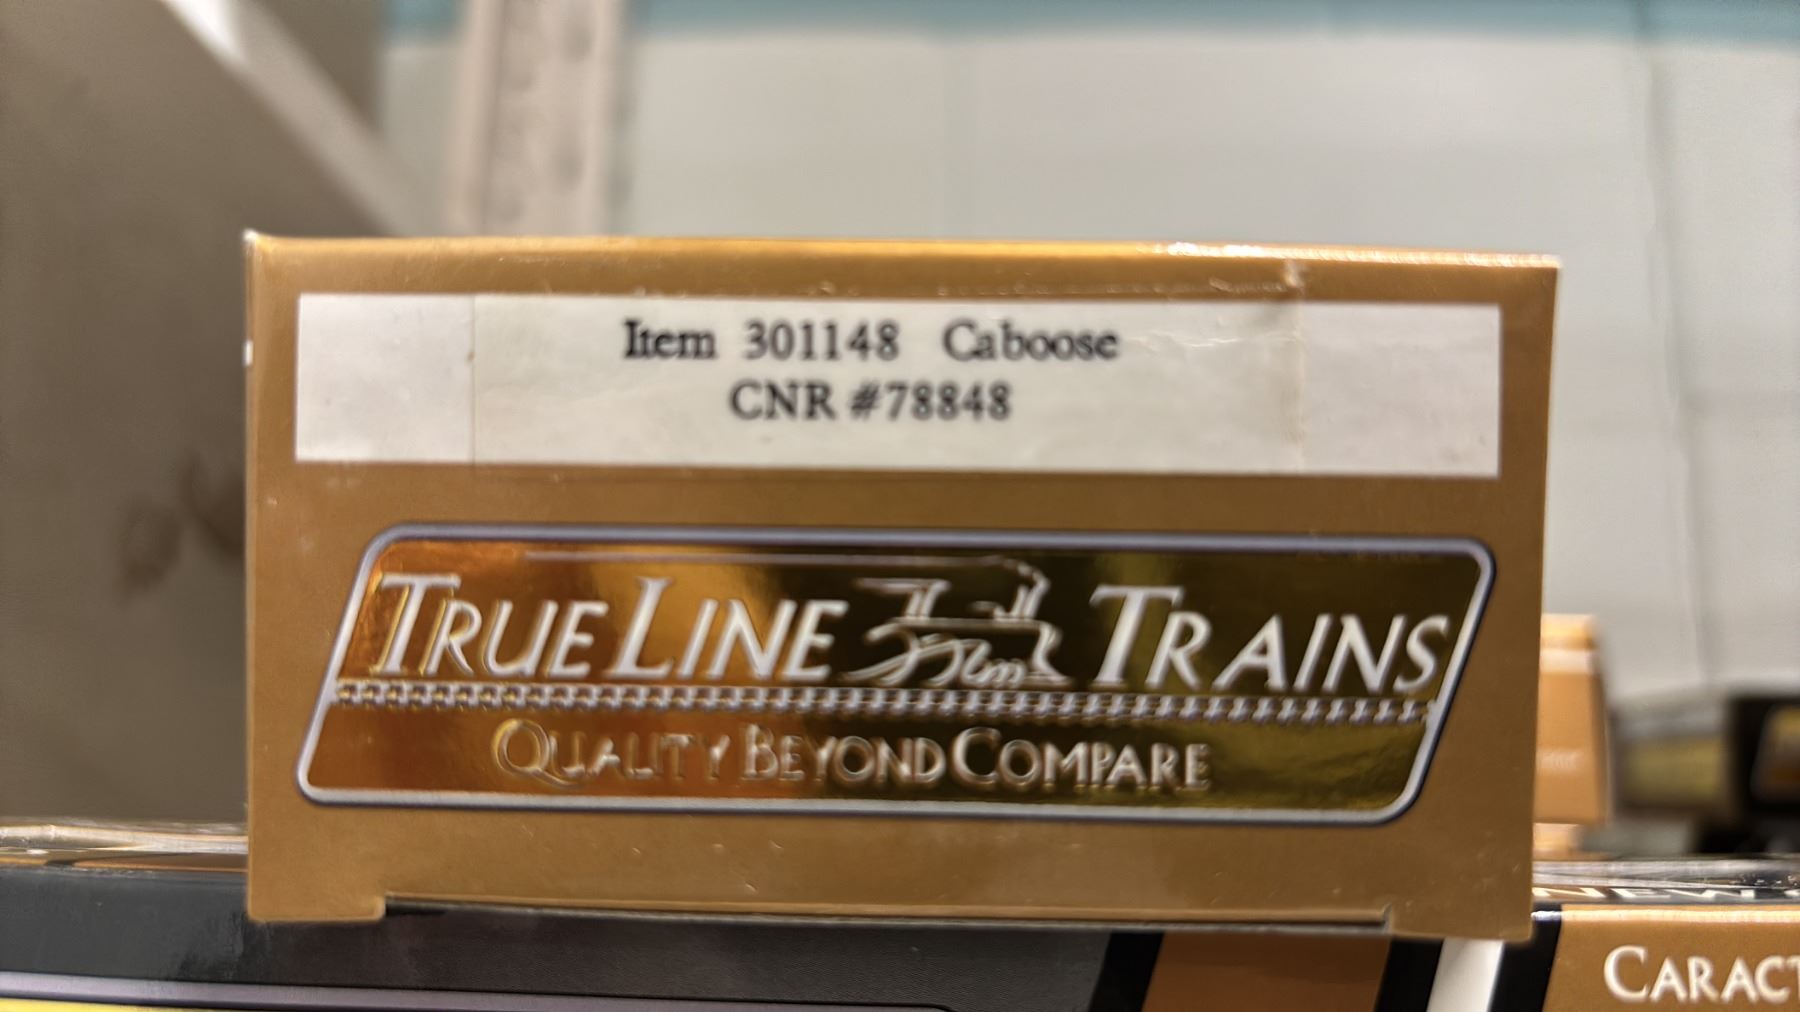 Item 301148 Caboose
CNR #78848
TRUE LINE TRAINS
QUALITY BEYOND COMPARE
CARACT